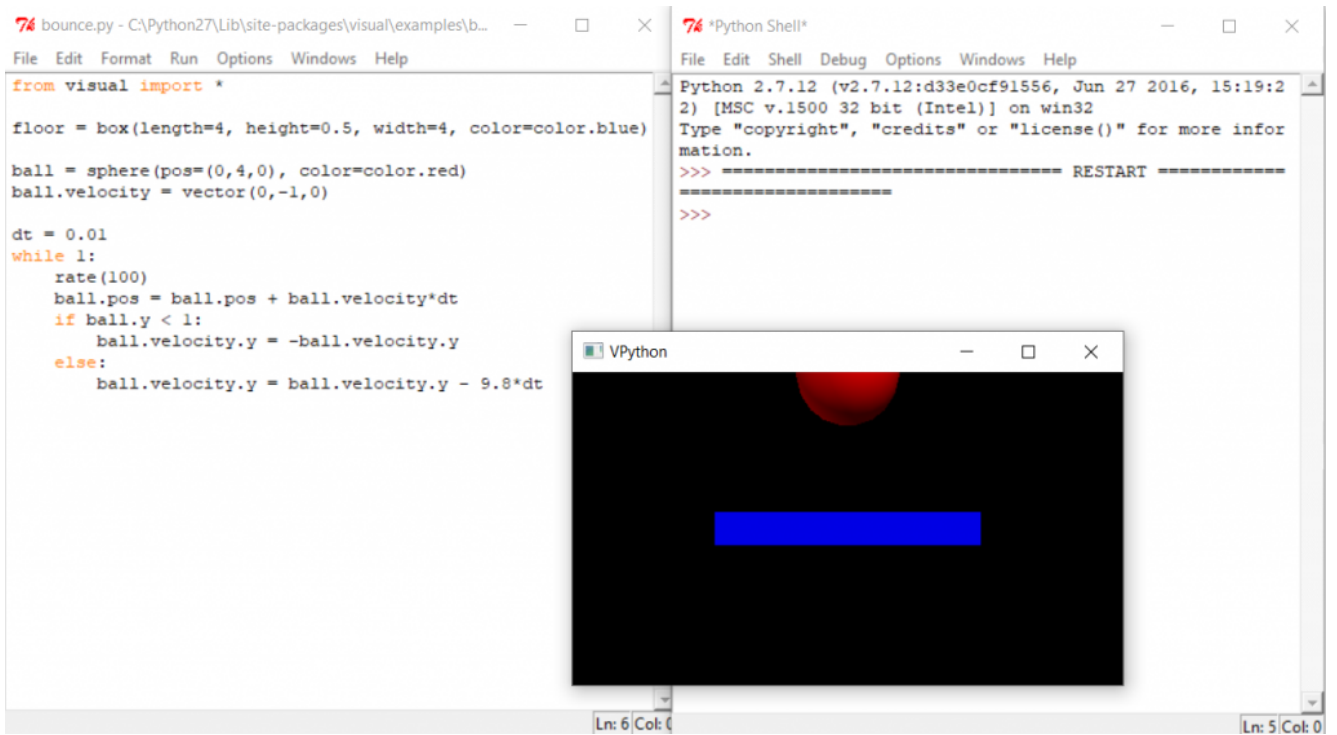 bounce.py - C:\Python27\Lib\site-packages\visual\examples\b...
File Edit Format Run Options Windows Help
from visual import *
floor = box(length=4, height=0.5, width=4, color=color.blue)
ball = sphere(pos=(0,4,0), color=color.red)
ball.velocity = vector(0,-1,0)
dt = 0.01
while 1:
    rate(100)
    ball.pos = ball.pos + ball.velocity*dt
    if ball.y < 1:
        ball.velocity.y = -ball.velocity.y
    else:
        ball.velocity.y = ball.velocity.y - 9.8*dt
Ln: 6 Col: 0
*Python Shell*
File Edit Shell Debug Options Windows Help
Python 2.7.12 (v2.7.12:d33e0cf91556, Jun 27 2016, 15:19:2
2) [MSC v.1500 32 bit (Intel)] on win32
Type "copyright", "credits" or "license()" for more infor
mation.
>>> ================================ RESTART ============
====================
>>>
VPython
Ln: 5 Col: 0